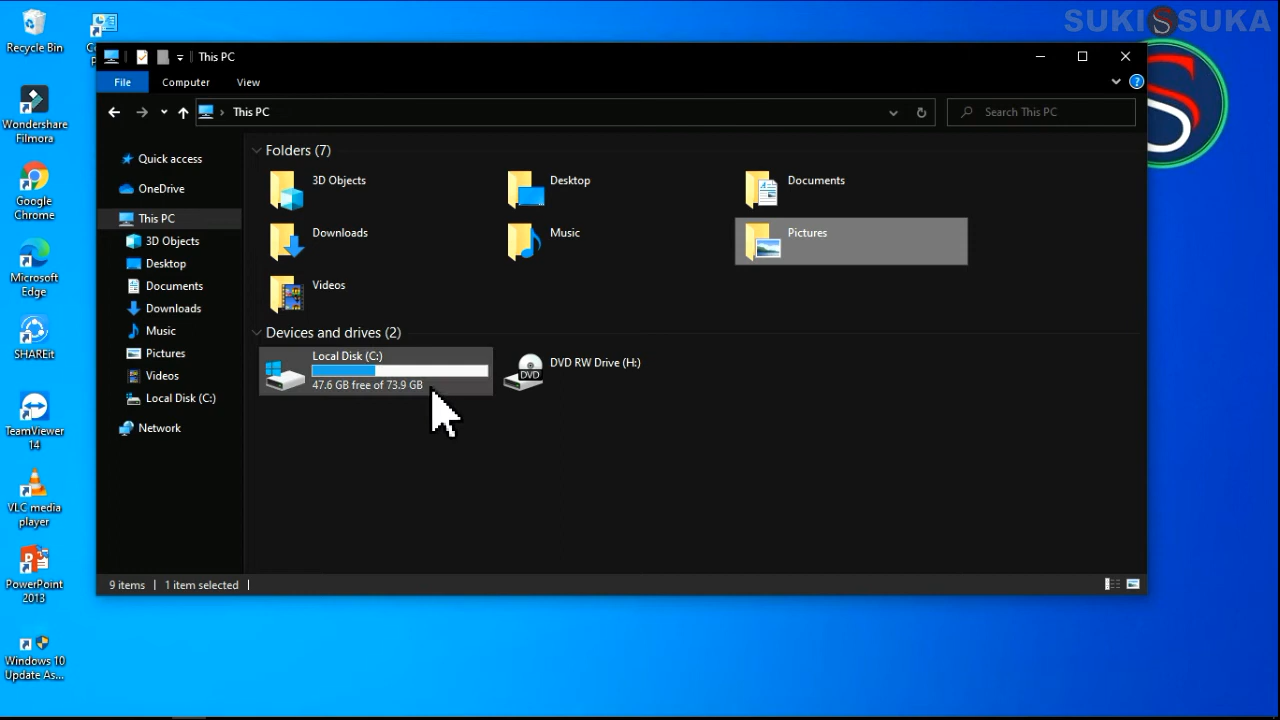 SUKISSUKA
Recycle Bin
Wondershare
Filmora
Google
Chrome
Microsoft
Edge
SHAREit
TeamViewer
14
VLC media
player
PowerPoint
2013
Windows 10
Update As...
This PC
File
Computer
View
This PC
Search This PC
Quick access
OneDrive
This PC
3D Objects
Desktop
Documents
Downloads
Music
Pictures
Videos
Local Disk (C:)
Network
Folders (7)
3D Objects
Desktop
Documents
Downloads
Music
Pictures
Videos
Devices and drives (2)
Local Disk (C:)
47.6 GB free of 73.9 GB
DVD RW Drive (H:)
DVD
9 items
1 item selected